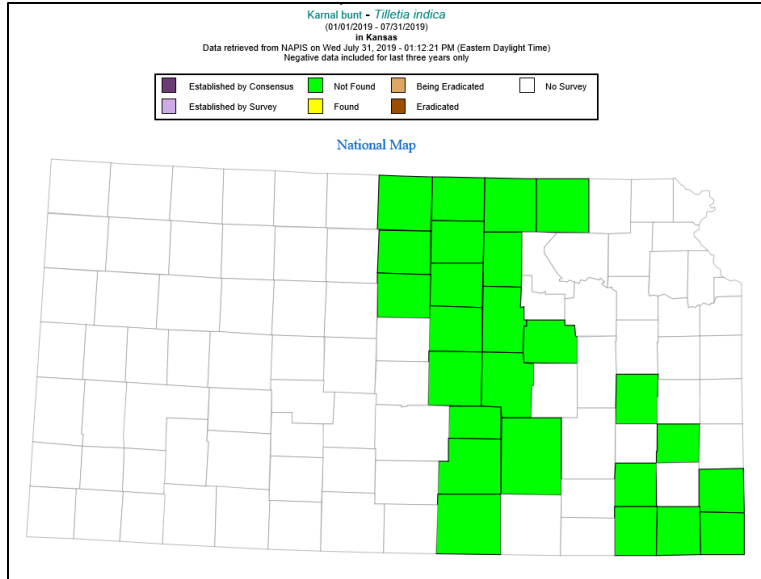 Karnal bunt - Tilletia indica
(01/01/2019 - 07/31/2019)
in Kansas
Data retrieved from NAPIS on Wed July 31, 2019 - 01:12:21 PM (Eastern Daylight Time)
Negative data included for last three years only
Established by Consensus Not Found Being Eradicated No Survey
Established by Survey Found Eradicated
National Map